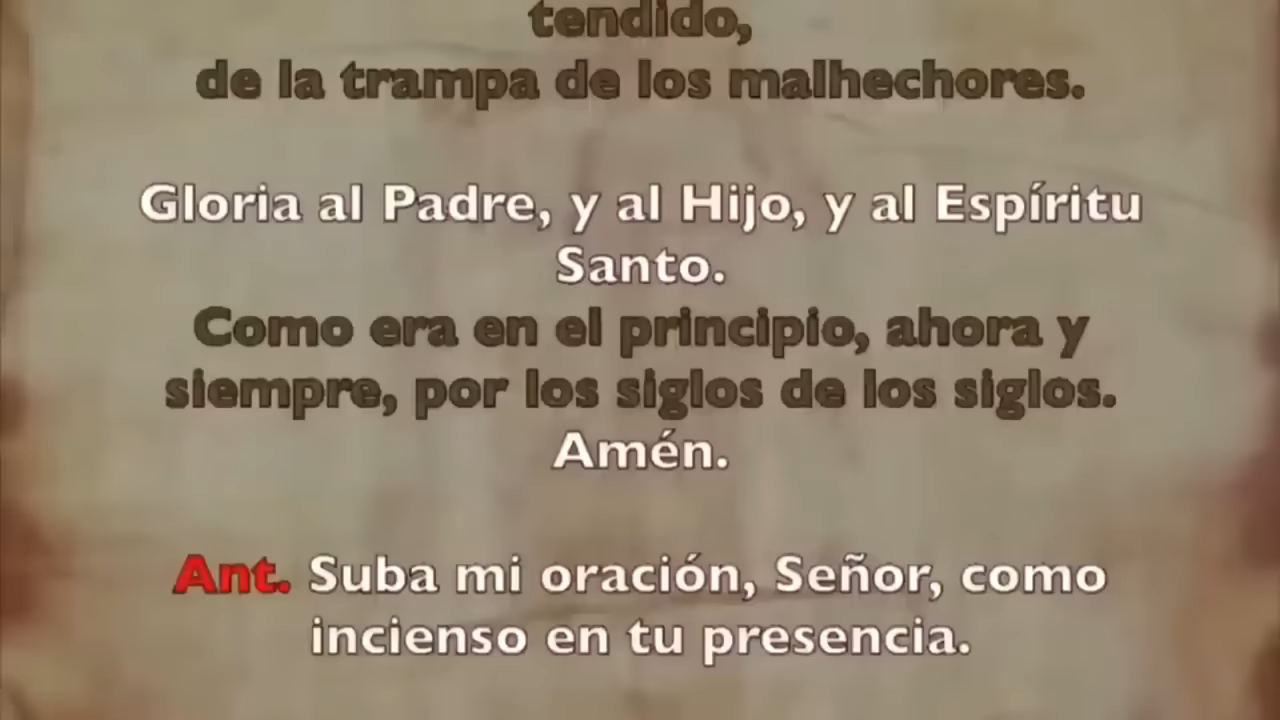 tendido,
de la trampa de los malhechores.
Gloria al Padre, y al Hijo, y al Espíritu
Santo.
Como era en el principio, ahora y
siempre, por los siglos de los siglos.
Amén.
Ant. Suba mi oración, Señor, como
incienso en tu presencia.